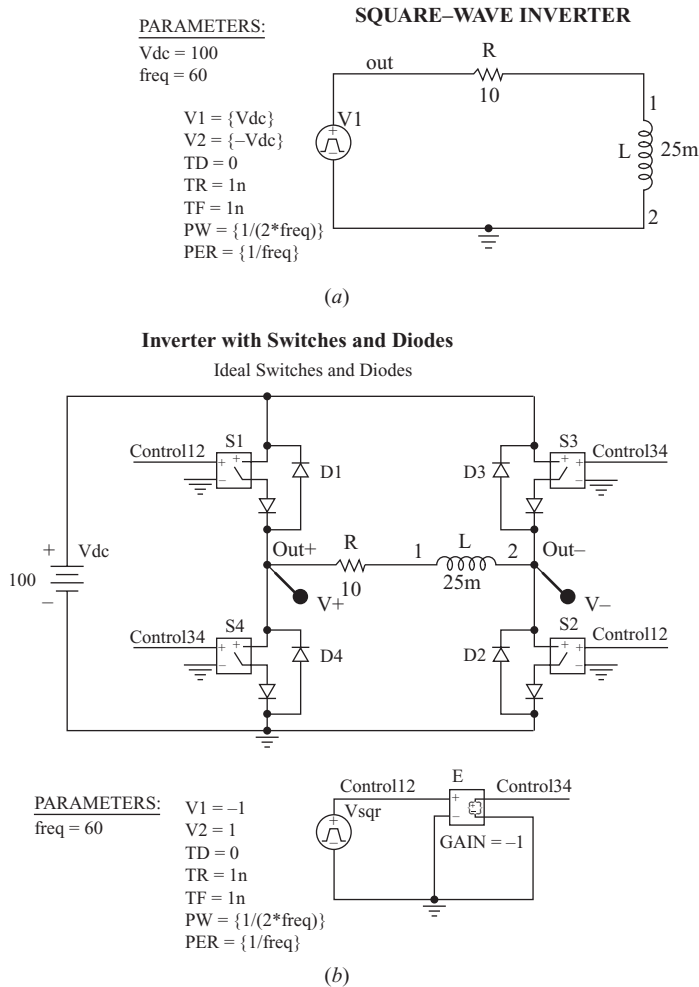 SQUARE–WAVE INVERTER
PARAMETERS:
Vdc = 100
freq = 60
out
R
10
1
L
25m
2
V1
+
–
V1 = {Vdc}
V2 = {–Vdc}
TD = 0
TR = 1n
TF = 1n
PW = {1/(2*freq)}
PER = {1/freq}
(a)
Inverter with Switches and Diodes
Ideal Switches and Diodes
Control12
S1
+ +
–
D1
D3
S3
+ +
–
Control34
Out+
R
10
1
L
25m
2
Out–
+
Vdc
100
–
V+
V–
Control34
S4
+ +
–
D4
D2
S2
+ +
–
Control12
PARAMETERS:
freq = 60
V1 = –1
V2 = 1
TD = 0
TR = 1n
TF = 1n
PW = {1/(2*freq)}
PER = {1/freq}
Control12
E
Control34
Vsqr
+
–
+
–
GAIN = –1
(b)